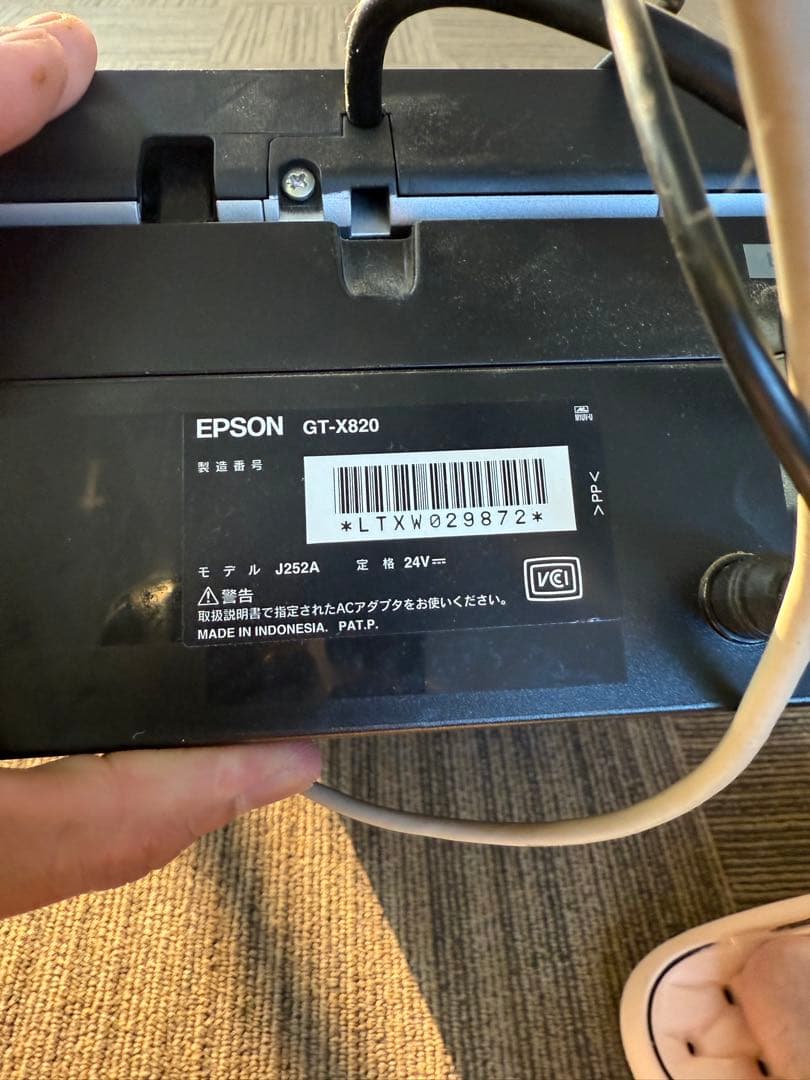 EPSON GT-X820
製造番号
*LTXW029872*
>PP<
モデル J252A 定格 24V⎓
VCI
⚠警告
取扱説明書で指定されたACアダプタをお使いください。
MADE IN INDONESIA. PAT.P.